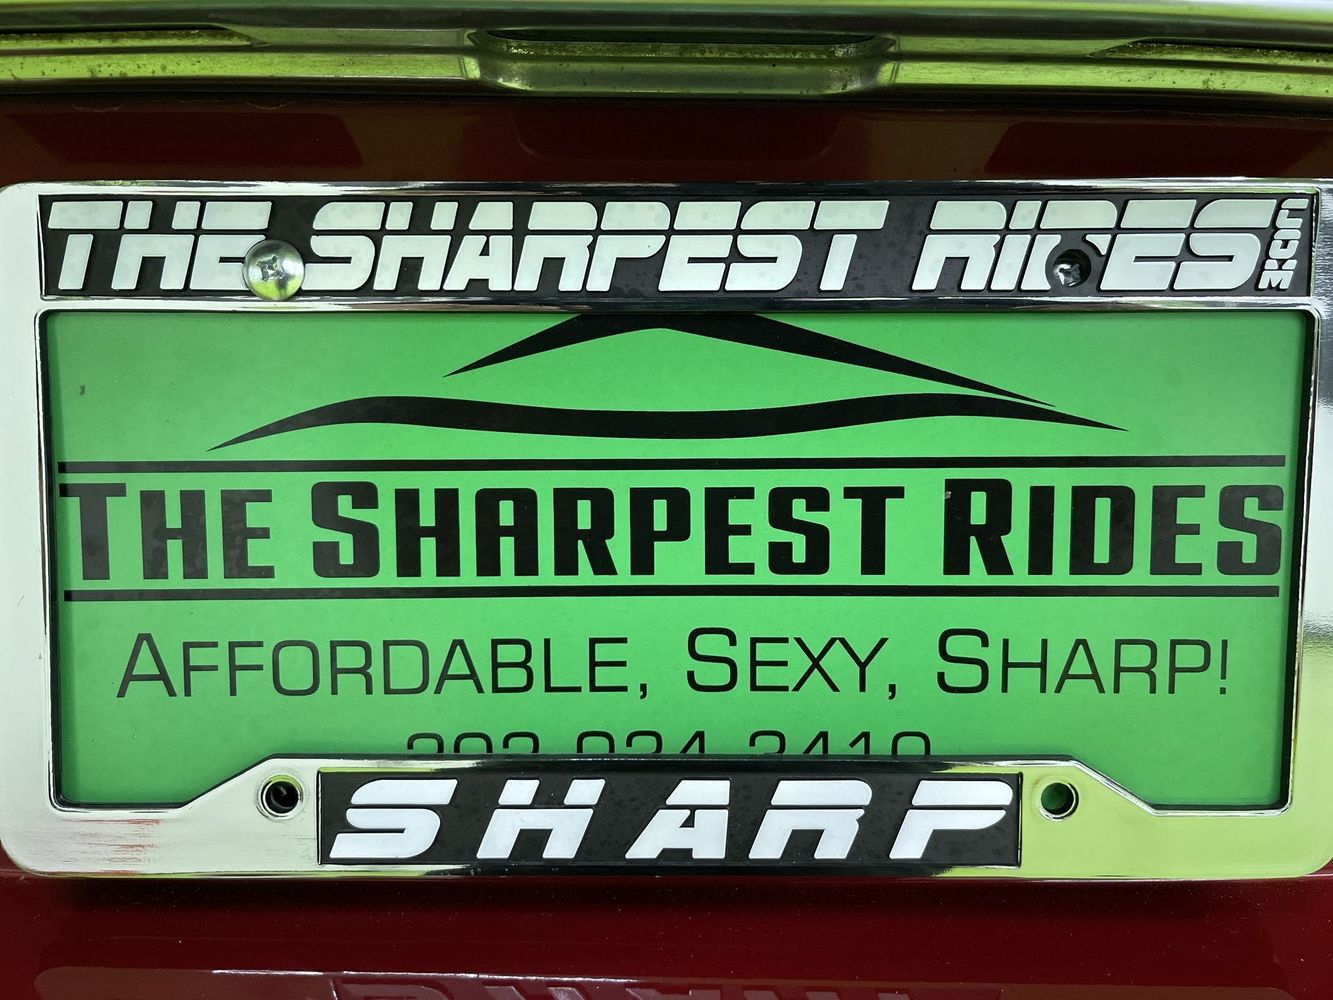 THE SHARPEST RIDES.COM
THE SHARPEST RIDES
AFFORDABLE, SEXY, SHARP!
SHARP